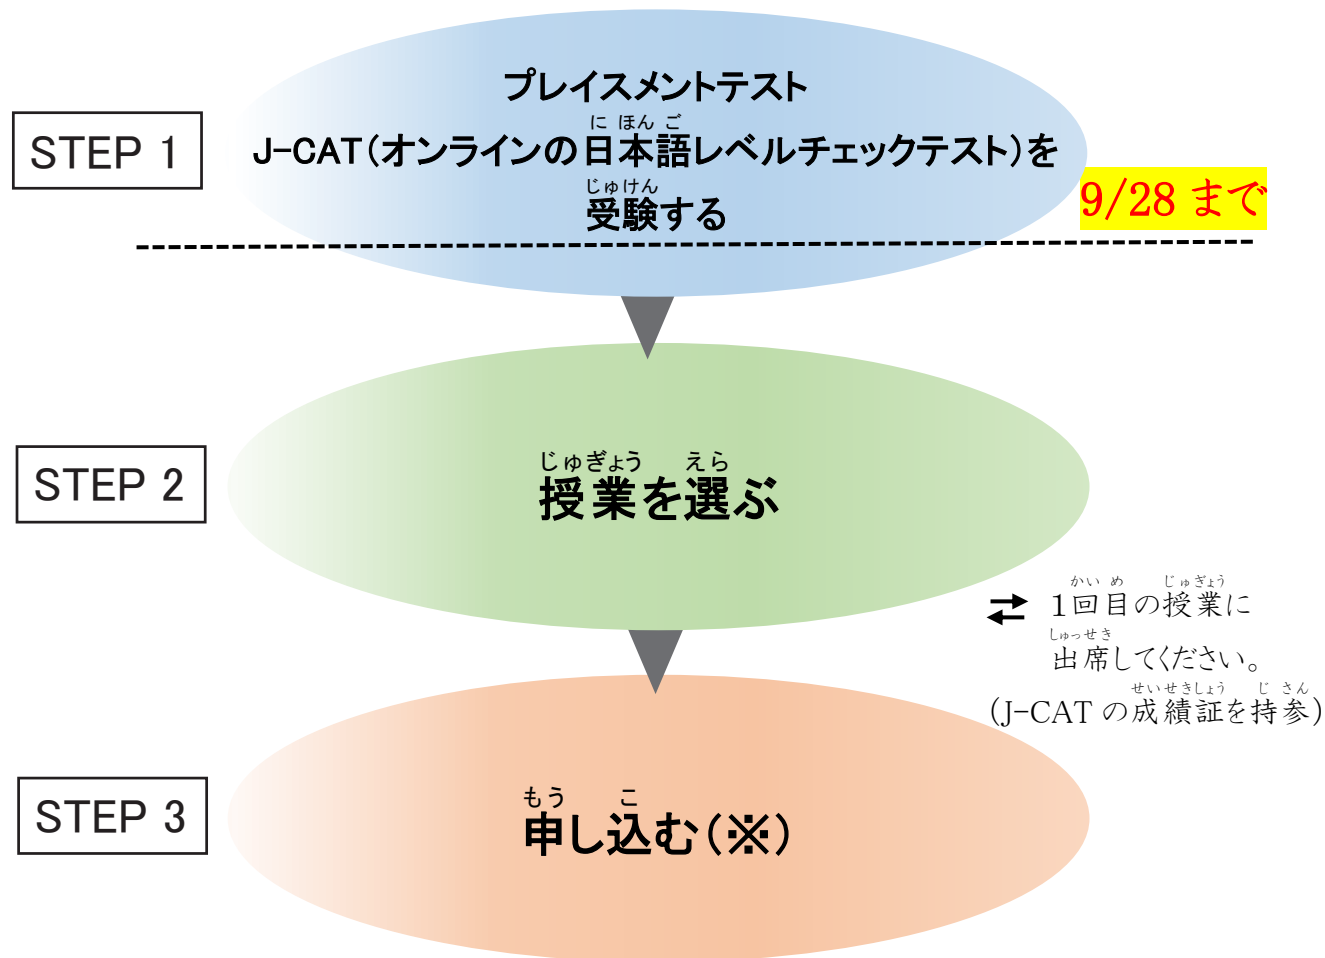 プレイスメントテスト
STEP 1
に ほん ご
J-CAT(オンラインの日本語レベルチェックテスト)を
じゅけん
受験する
9/28 まで
じゅぎょう えら
STEP 2
授業を選ぶ
かい め じゅぎょう
⇄ 1回目の授業に
しゅっせき
出席してください。
せいせきしょう じ さん
(J-CAT の成績証を持参)
もう こ
STEP 3
申し込む(※)